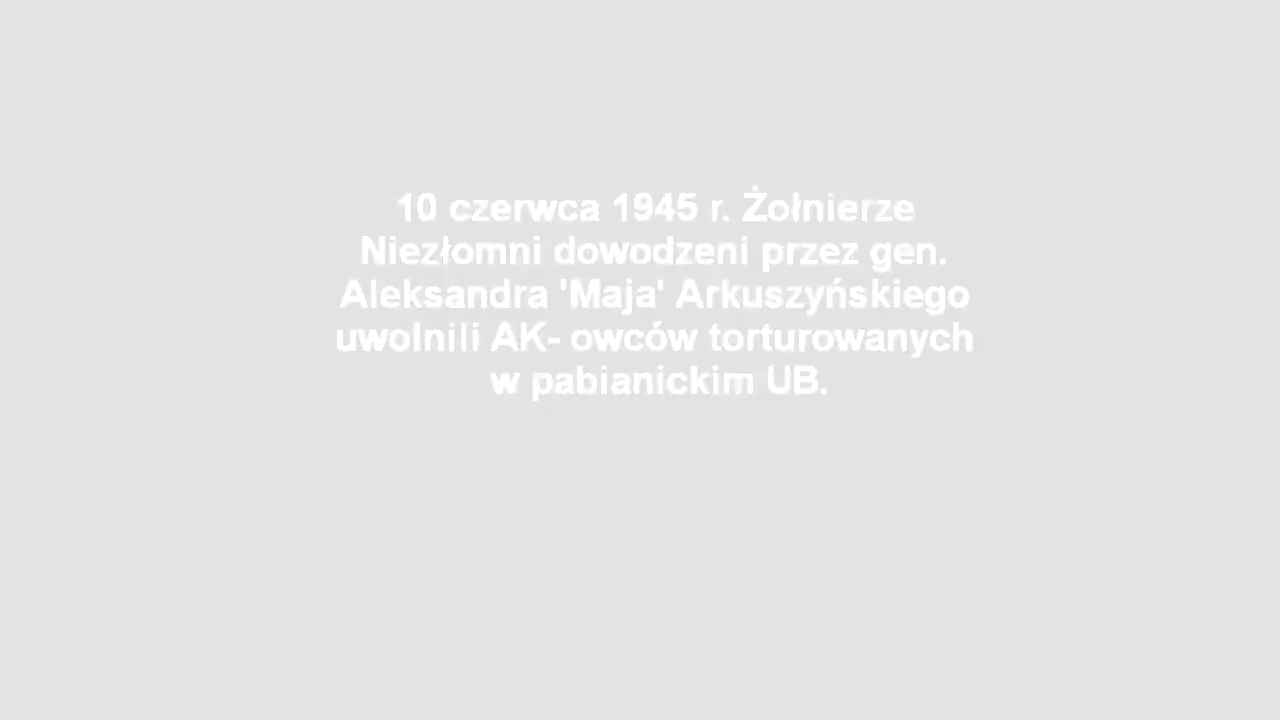 10 czerwca 1945 r. Żołnierze
Niezłomni dowodzeni przez gen.
Aleksandra 'Maja' Arkuszyńskiego
uwolnili AK- owców torturowanych
w pabianickim UB.